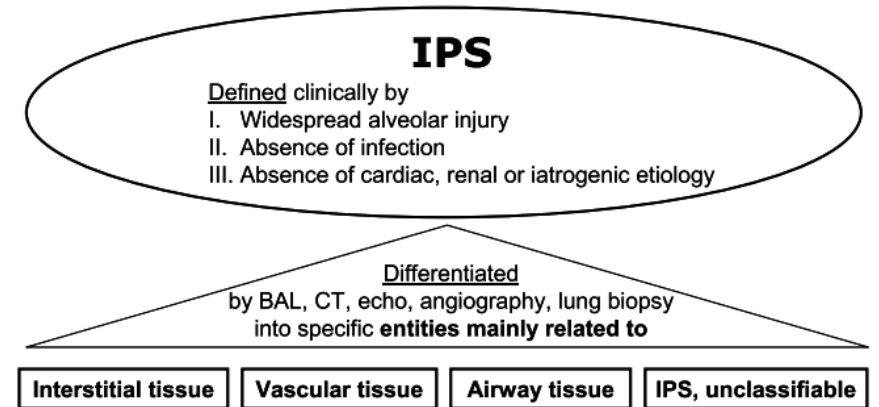 IPS
Defined clinically by
I. Widespread alveolar injury
II. Absence of infection
III. Absence of cardiac, renal or iatrogenic etiology
Differentiated
by BAL, CT, echo, angiography, lung biopsy
into specific entities mainly related to
Interstitial tissue
Vascular tissue
Airway tissue
IPS, unclassifiable